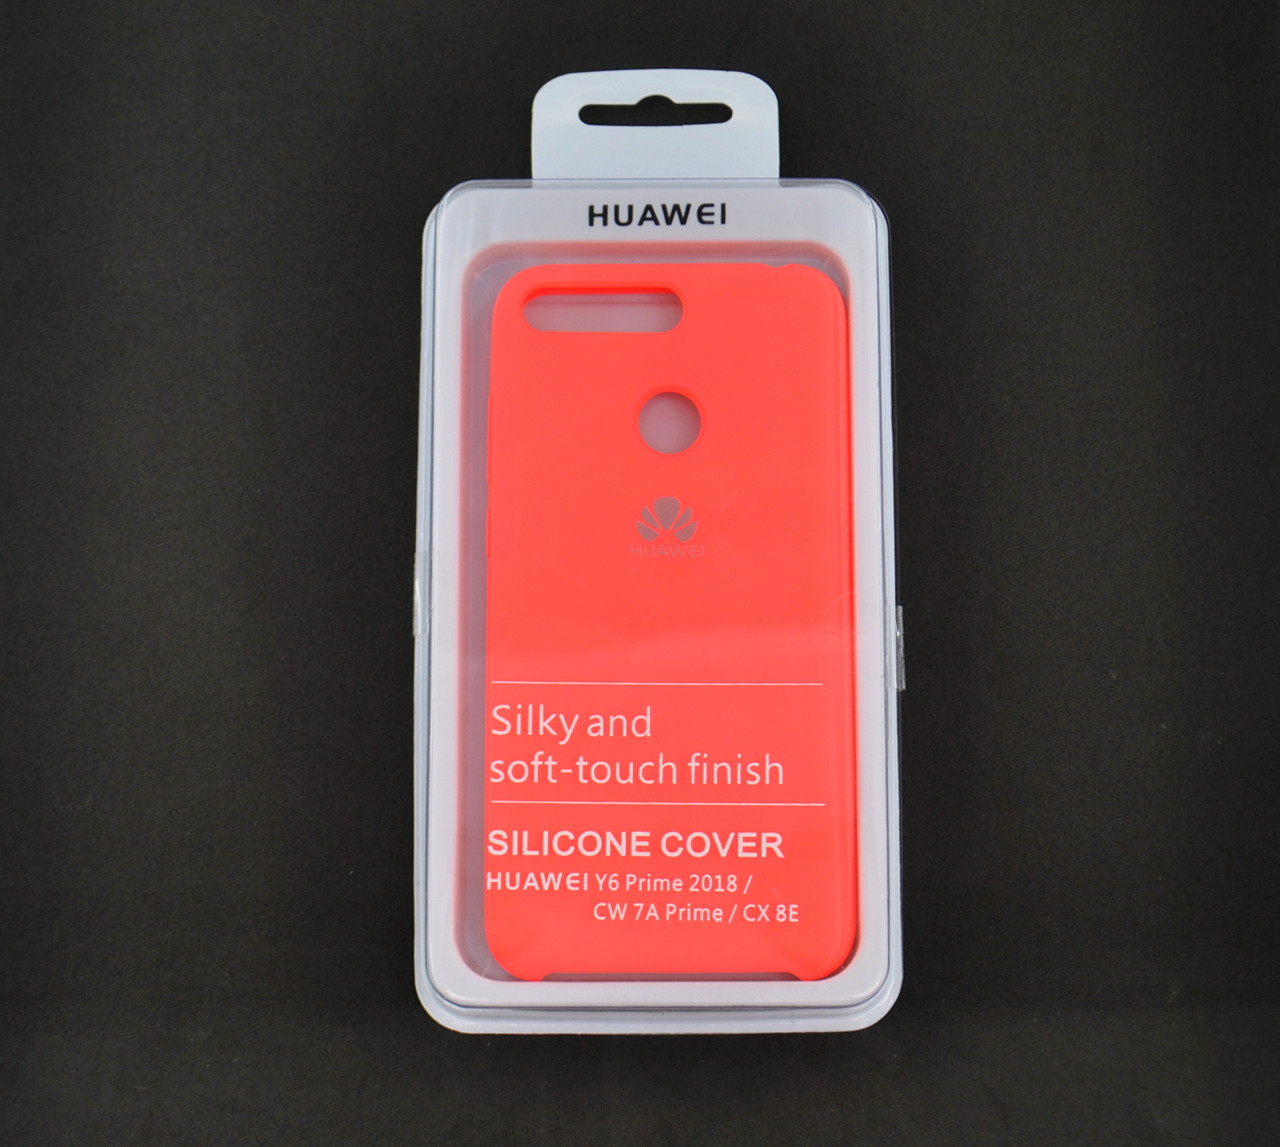 HUAWEI
HUAWEI
Silky and
soft-touch finish
SILICONE COVER
HUAWEI Y6 Prime 2018 /
CW 7A Prime / CX 8E